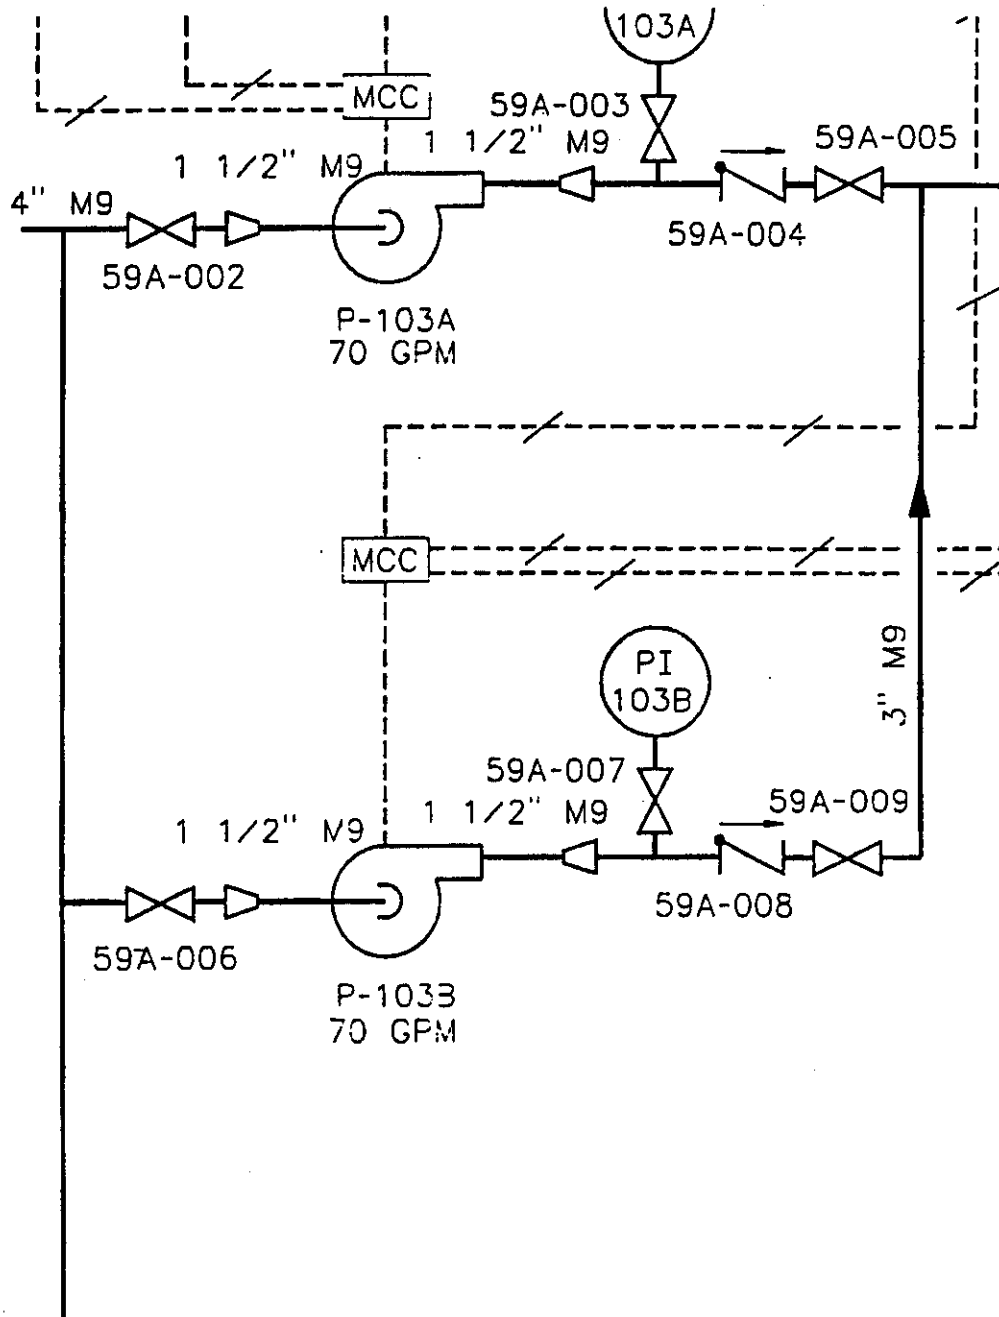 103A
MCC
59A-003
1 1/2" M9
59A-005
1 1/2" M9
4" M9
59A-004
59A-002
P-103A
70 GPM
MCC
3" M9
PI
103B
59A-007
1 1/2" M9
59A-009
1 1/2" M9
59A-008
59A-006
P-103B
70 GPM